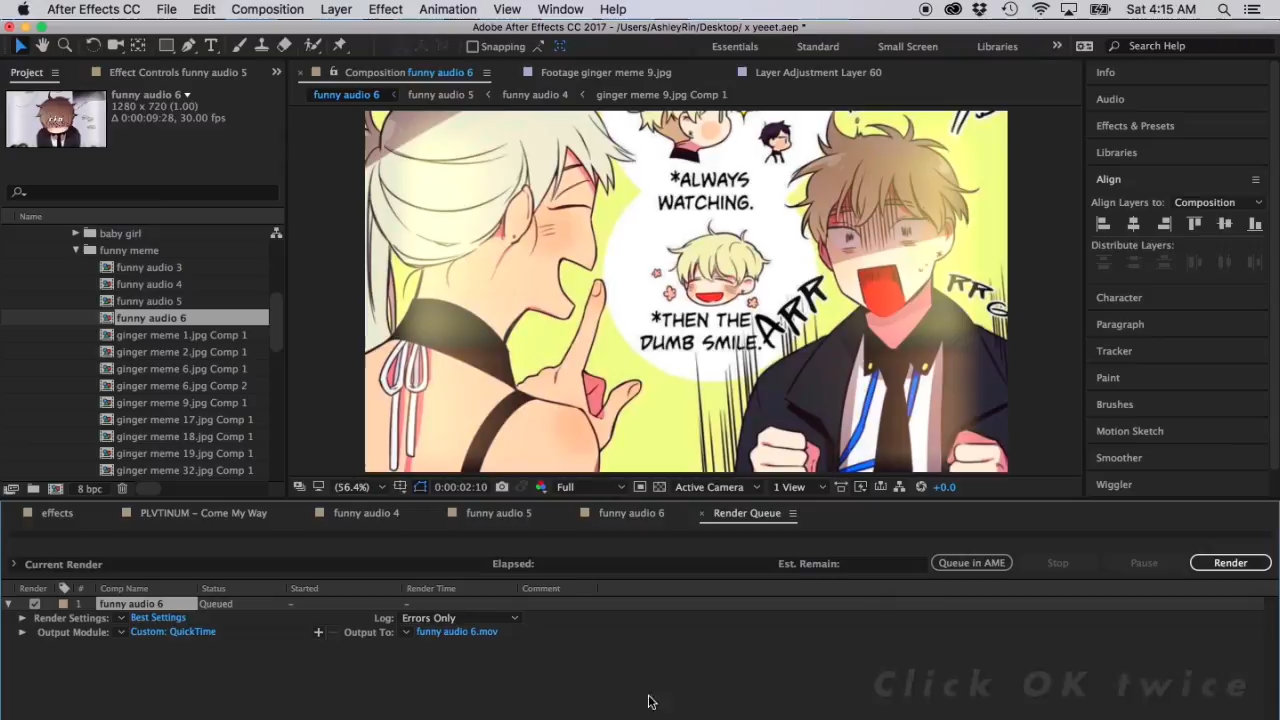 After Effects CC File Edit Composition Layer Effect Animation View Window Help Sat 4:15 AM
Adobe After Effects CC 2017 - /Users/AshleyRin/Desktop/ x yeeet.aep *
Snapping Essentials Standard Small Screen Libraries Search Help
Project Effect Controls funny audio 5 Composition funny audio 6 Footage ginger meme 9.jpg Layer Adjustment Layer 60
funny audio 6 funny audio 5 funny audio 4 ginger meme 9.jpg Comp 1
funny audio 6
1280 x 720 (1.00)
Δ 0:00:09:28, 30.00 fps
Name
baby girl
funny meme
funny audio 3
funny audio 4
funny audio 5
funny audio 6
ginger meme 1.jpg Comp 1
ginger meme 2.jpg Comp 1
ginger meme 6.jpg Comp 1
ginger meme 6.jpg Comp 2
ginger meme 9.jpg Comp 1
ginger meme 17.jpg Comp 1
ginger meme 18.jpg Comp 1
ginger meme 19.jpg Comp 1
ginger meme 32.jpg Comp 1
8 bpc
*ALWAYS
WATCHING.
*THEN THE
DUMB SMILE.
ARR
RRG
(56.4%) 0:00:02:10 Full Active Camera 1 View +0.0
Info
Audio
Effects & Presets
Libraries
Align
Align Layers to: Composition
Distribute Layers:
Character
Paragraph
Tracker
Paint
Brushes
Motion Sketch
Smoother
Wiggler
effects PLVTINUM – Come My Way funny audio 4 funny audio 5 funny audio 6 Render Queue
Current Render Elapsed: Est. Remain: Queue in AME Stop Pause Render
Render # Comp Name Status Started Render Time Comment
1 funny audio 6 Queued – –
Render Settings: Best Settings Log: Errors Only
Output Module: Custom: QuickTime Output To: funny audio 6.mov
Click OK twice